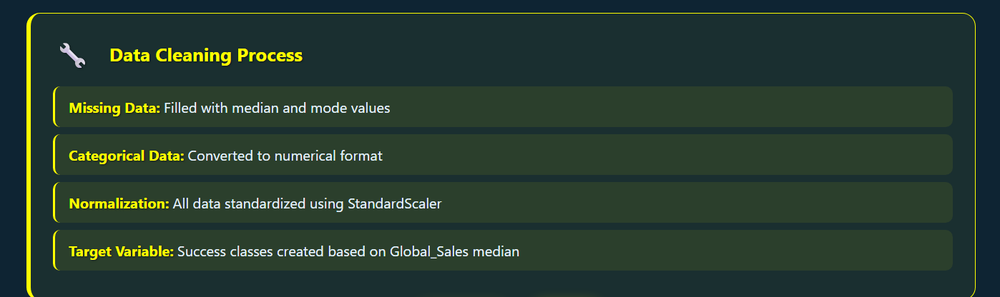 Data Cleaning Process
Missing Data: Filled with median and mode values
Categorical Data: Converted to numerical format
Normalization: All data standardized using StandardScaler
Target Variable: Success classes created based on Global_Sales median